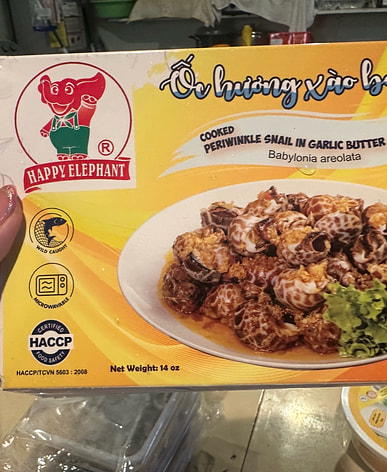 Ốc hương xào
COOKED
PERIWINKLE SNAIL IN GARLIC BUTTER
Babylonia areolata
®
HAPPY ELEPHANT
WILD CAUGHT
MICROWAVABLE
CERTIFIED
HACCP
FOOD SAFETY
HACCP/TCVN 5603 : 2008
Net Weight: 14 oz